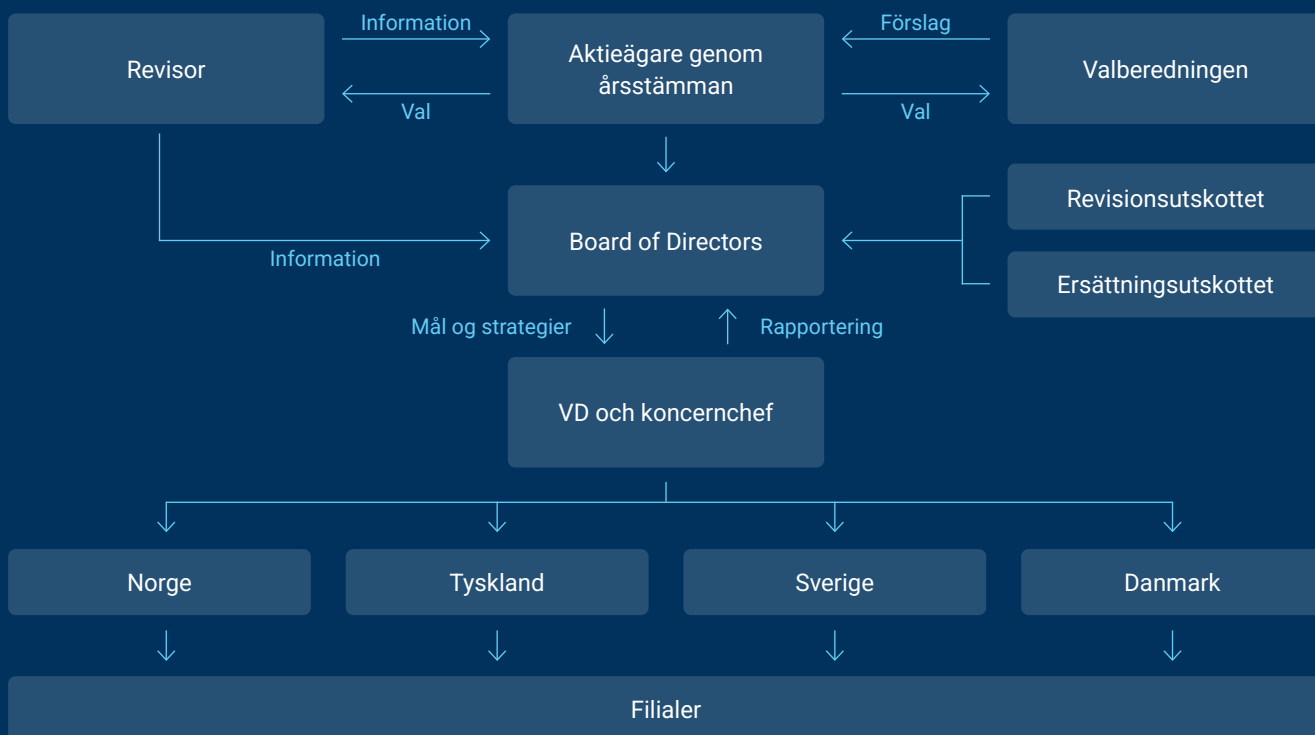 Information
Förslag
Revisor
Aktieägare genom
årsstämman
Valberedningen
Val
Val
Revisionsutskottet
Board of Directors
Information
Ersättningsutskottet
Mål og strategier
Rapportering
VD och koncernchef
Norge
Tyskland
Sverige
Danmark
Filialer